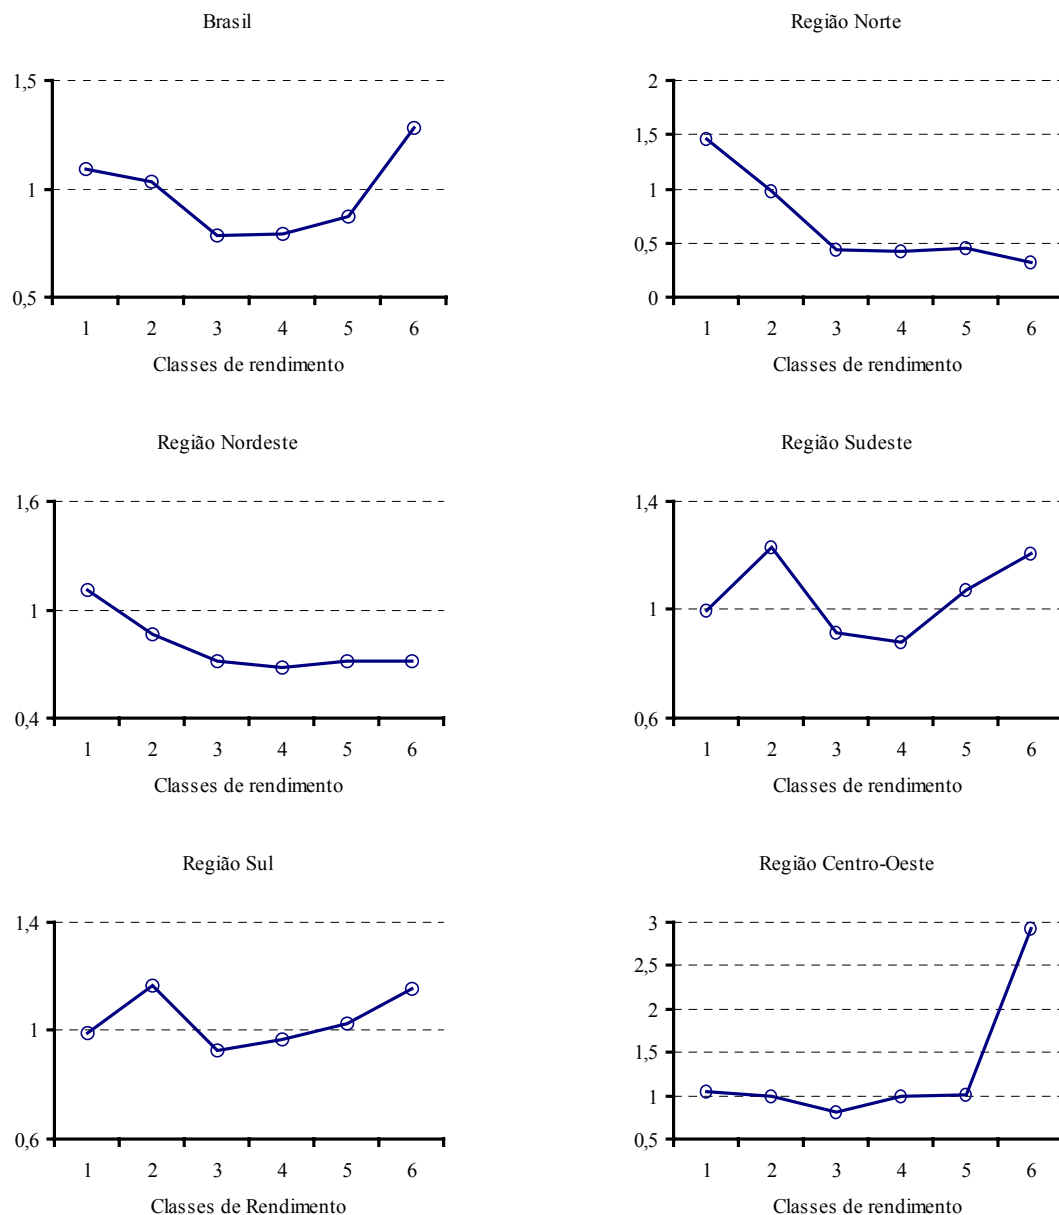 Brasil
1,5
1
0,5
1 2 3 4 5 6
Classes de rendimento
Região Norte
2
1,5
1
0,5
0
1 2 3 4 5 6
Classes de rendimento
Região Nordeste
1,6
1
0,4
1 2 3 4 5 6
Classes de rendimento
Região Sudeste
1,4
1
0,6
1 2 3 4 5 6
Classes de rendimento
Região Sul
1,4
1
0,6
1 2 3 4 5 6
Classes de Rendimento
Região Centro-Oeste
3
2,5
2
1,5
1
0,5
1 2 3 4 5 6
Classes de rendimento